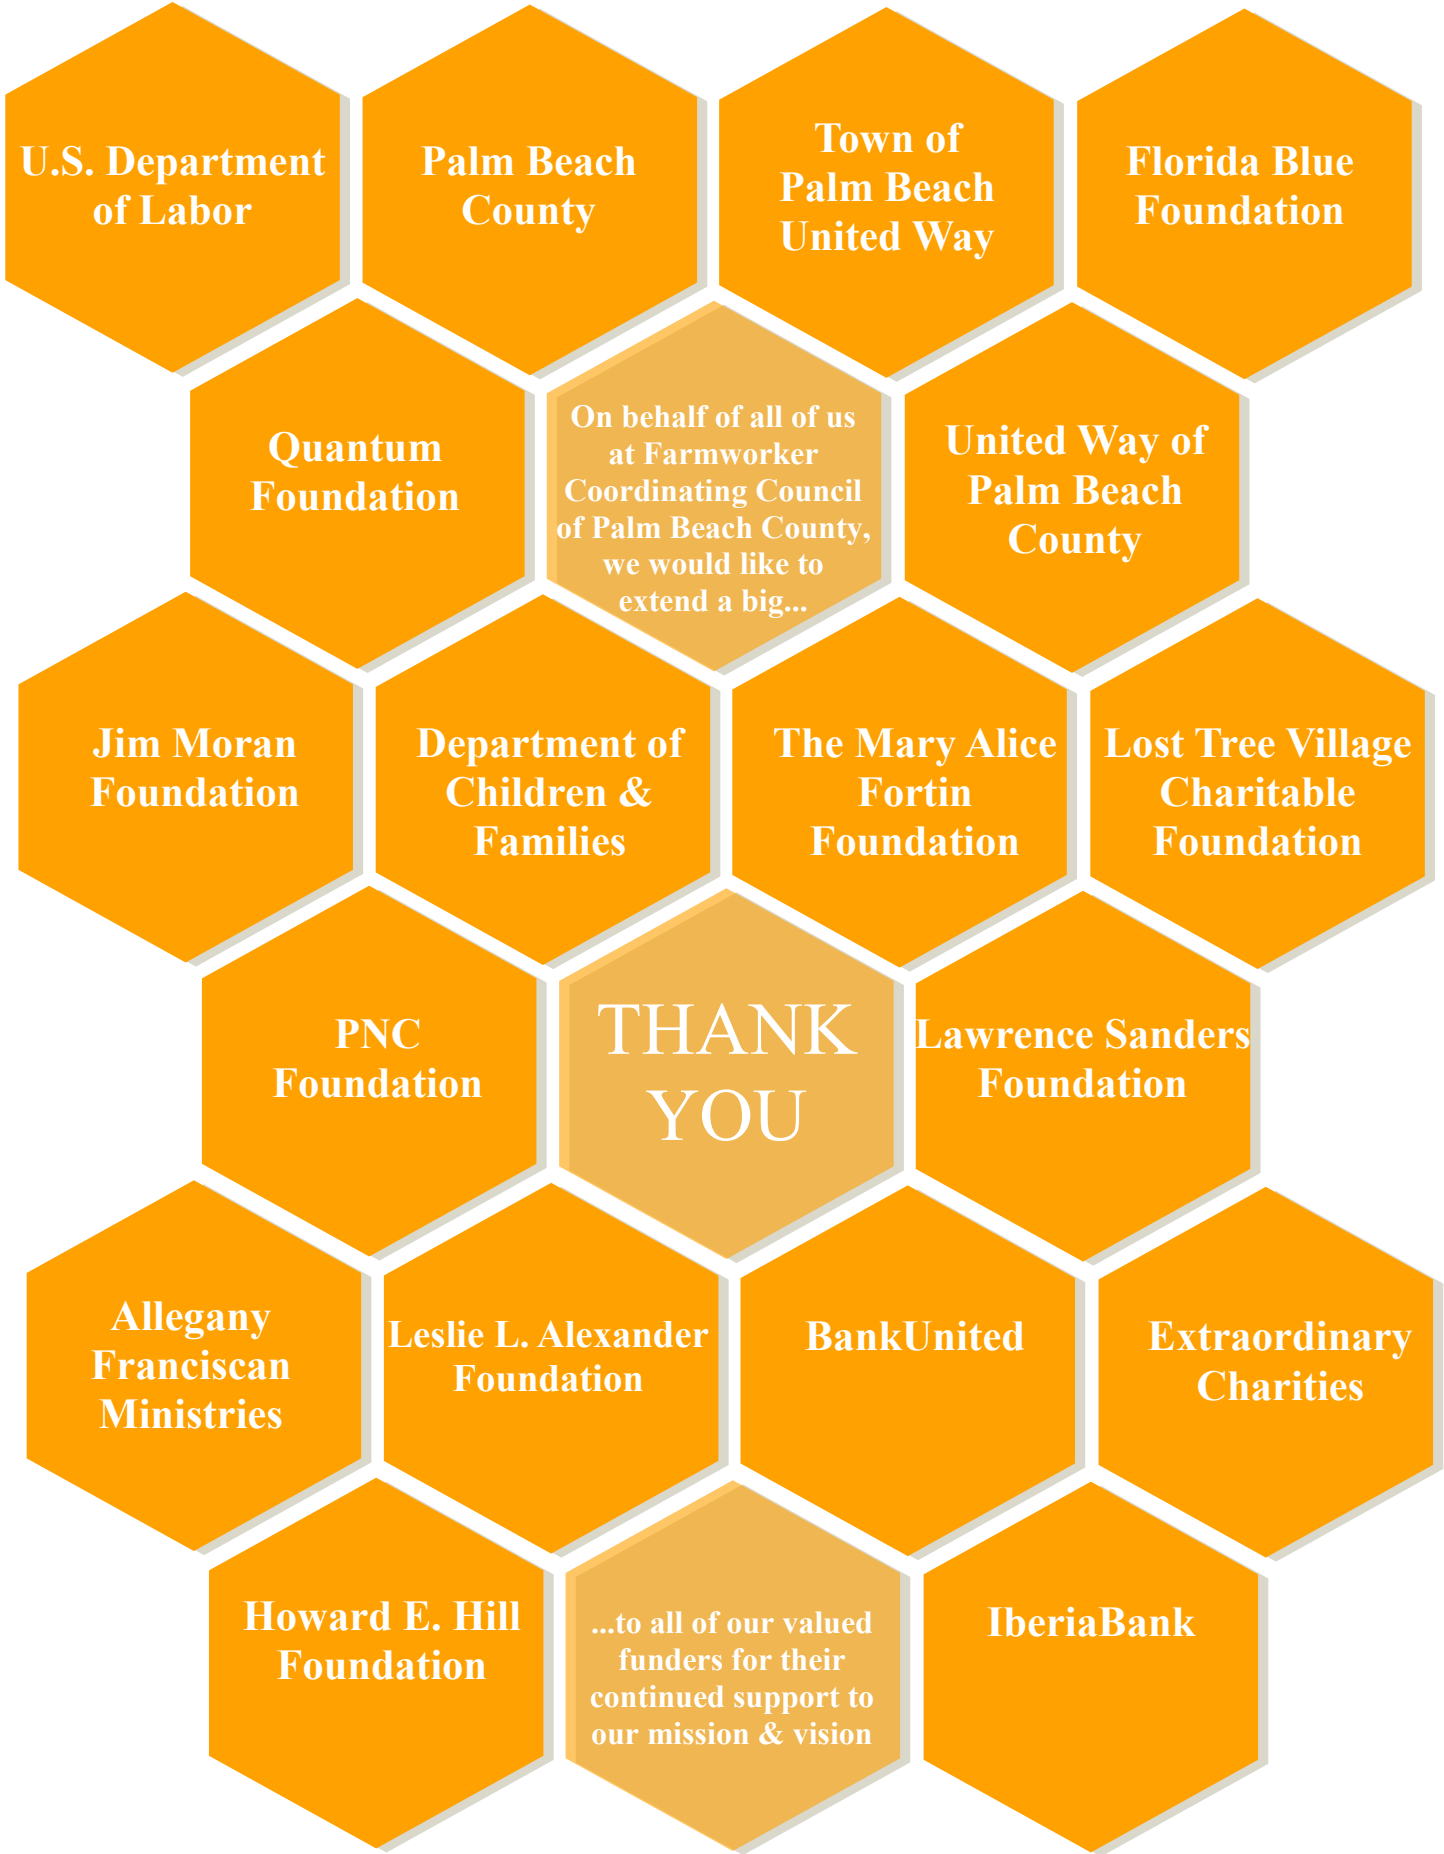 U.S. Department
of Labor
Palm Beach
County
Town of
Palm Beach
United Way
Florida Blue
Foundation
Quantum
Foundation
On behalf of all of us
at Farmworker
Coordinating Council
of Palm Beach County,
we would like to
extend a big...
United Way of
Palm Beach
County
Jim Moran
Foundation
Department of
Children &
Families
The Mary Alice
Fortin
Foundation
Lost Tree Village
Charitable
Foundation
PNC
Foundation
THANK
YOU
Lawrence Sanders
Foundation
Allegany
Franciscan
Ministries
Leslie L. Alexander
Foundation
BankUnited
Extraordinary
Charities
Howard E. Hill
Foundation
...to all of our valued
funders for their
continued support to
our mission & vision
IberiaBank